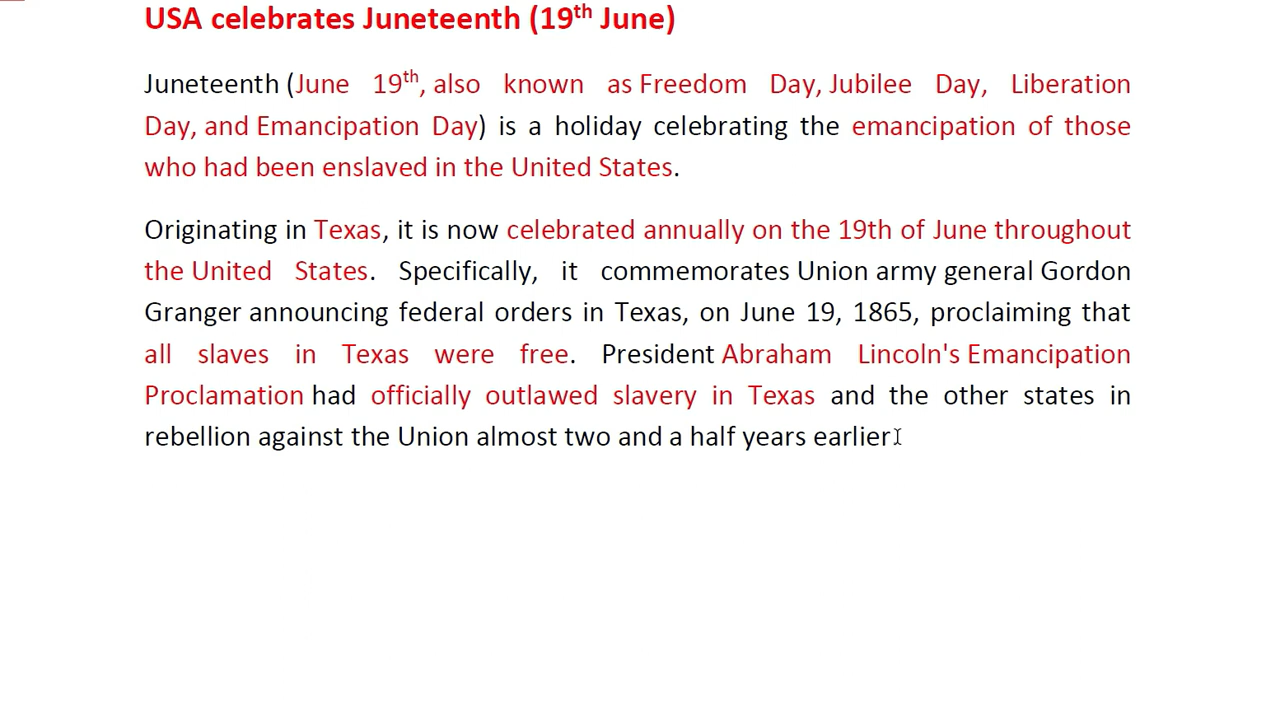 USA celebrates Juneteenth (19th June)
Juneteenth (June 19th, also known as Freedom Day, Jubilee Day, Liberation
Day, and Emancipation Day) is a holiday celebrating the emancipation of those
who had been enslaved in the United States.
Originating in Texas, it is now celebrated annually on the 19th of June throughout
the United States. Specifically, it commemorates Union army general Gordon
Granger announcing federal orders in Texas, on June 19, 1865, proclaiming that
all slaves in Texas were free. President Abraham Lincoln's Emancipation
Proclamation had officially outlawed slavery in Texas and the other states in
rebellion against the Union almost two and a half years earlier